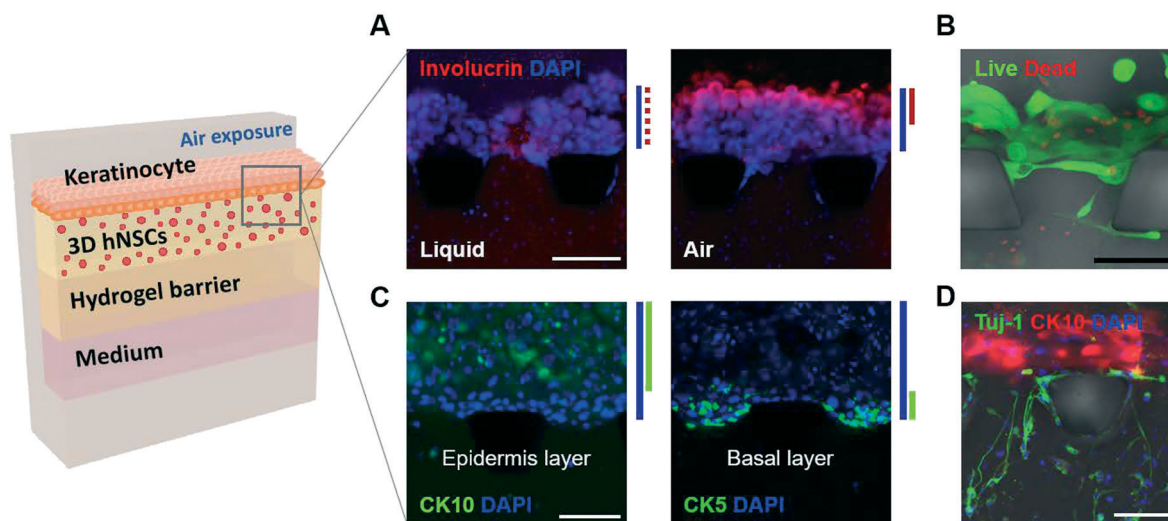 Air exposure
Keratinocyte
3D hNSCs
Hydrogel barrier
Medium
A
Involucrin DAPI
Liquid
Air
B
Live Dead
C
Epidermis layer
CK10 DAPI
Basal layer
CK5 DAPI
D
Tuj-1 CK10 DAPI